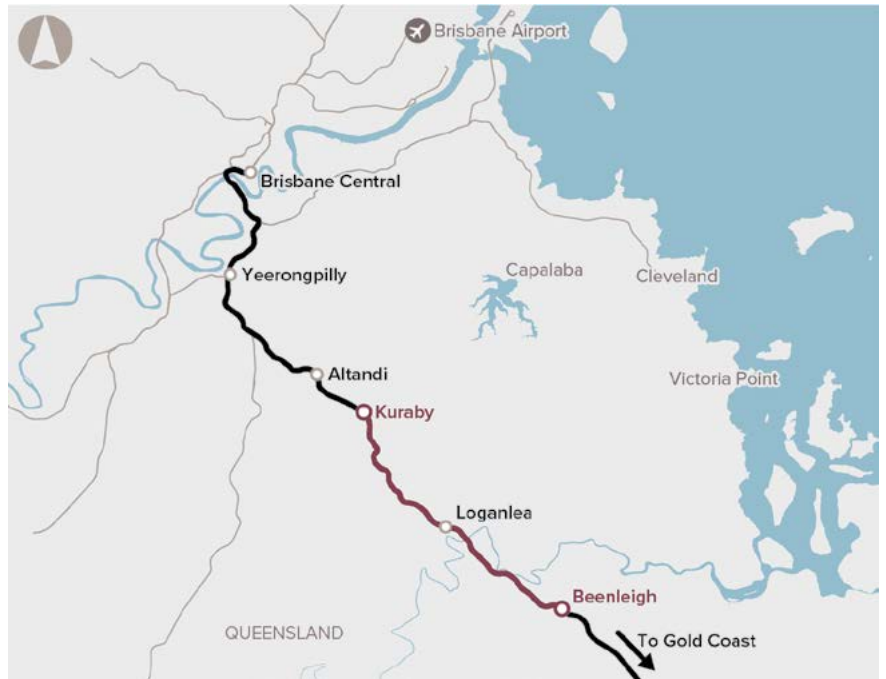 Brisbane Airport
Brisbane Central
Capalaba
Cleveland
Yeerongpilly
Altandi
Victoria Point
Kuraby
Loganlea
Beenleigh
QUEENSLAND
To Gold Coast